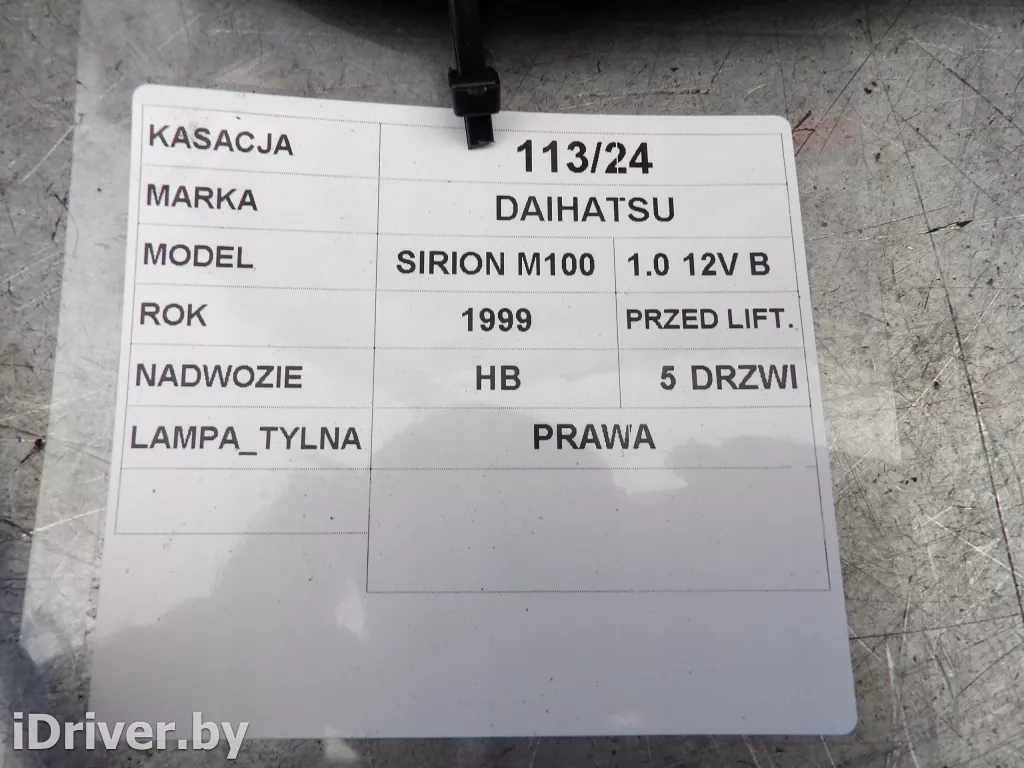 KASACJA 113/24
MARKA DAIHATSU
MODEL SIRION M100 1.0 12V B
ROK 1999 PRZED LIFT.
NADWOZIE HB 5 DRZWI
LAMPA_TYLNA PRAWA
iDriver.by